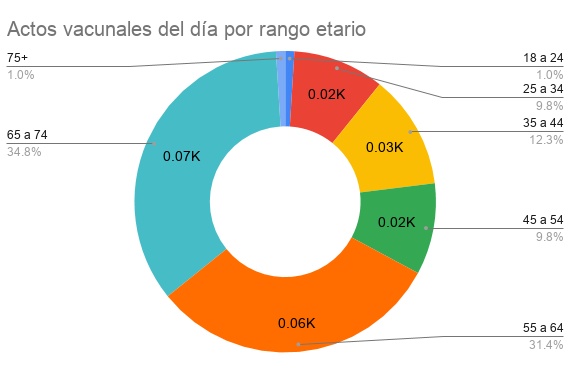 Actos vacunales del día por rango etario
75+
1.0%
18 a 24
1.0%
25 a 34
9.8%
0.02K
35 a 44
12.3%
0.03K
65 a 74
34.8%
0.07K
45 a 54
9.8%
0.02K
0.06K
55 a 64
31.4%